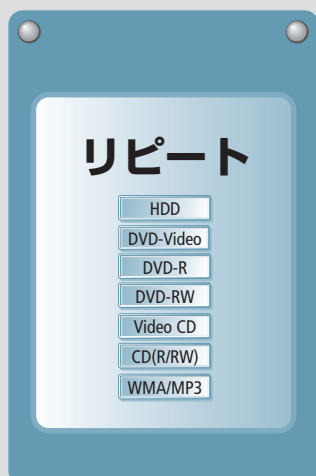 リピート
HDD
DVD-Video
DVD-R
DVD-RW
Video CD
CD(R/RW)
WMA/MP3